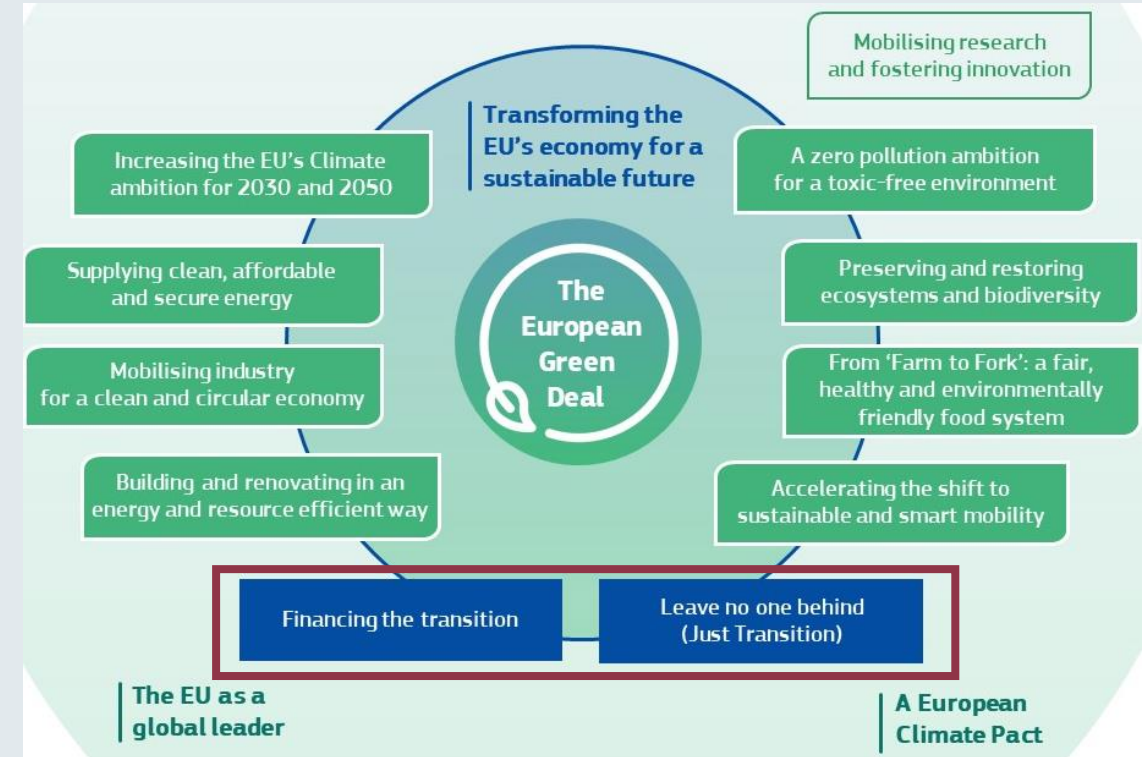 Mobilising research
and fostering innovation
Transforming the
EU's economy for a
sustainable future
Increasing the EU's Climate
ambition for 2030 and 2050
A zero pollution ambition
for a toxic-free environment
Supplying clean, affordable
and secure energy
Preserving and restoring
ecosystems and biodiversity
The
European
Green
Deal
Mobilising industry
for a clean and circular economy
From ‘Farm to Fork’: a fair,
healthy and environmentally
friendly food system
Building and renovating in an
energy and resource efficient way
Accelerating the shift to
sustainable and smart mobility
Financing the transition
Leave no one behind
(Just Transition)
The EU as a
global leader
A European
Climate Pact